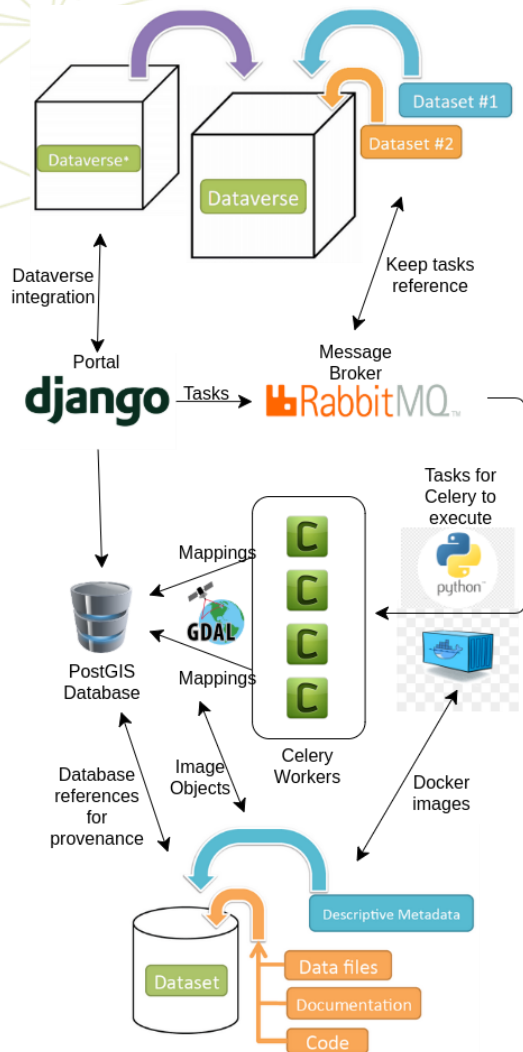 Dataset #1
Dataset #2
Dataverse*
Dataverse
Dataverse
integration
Keep tasks
reference
Portal
django
Tasks
Message
Broker
RabbitMQ
TM
Tasks for
Celery to
execute
python
TM
Mappings
C
C
C
C
GDAL
Mappings
PostGIS
Database
Celery
Workers
Database
references
for
provenance
Image
Objects
Docker
images
Descriptive Metadata
Dataset
Data files
Documentation
Code